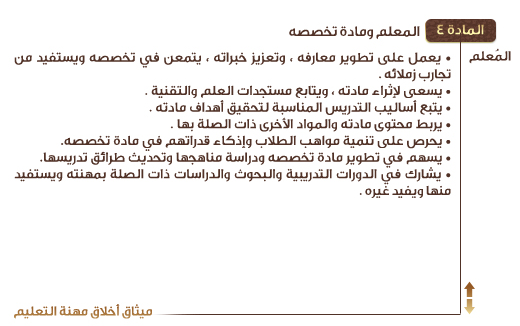 المادة ٤
المعلم ومادة تخصصه
المُعلم
• يعمل على تطوير معارفه ، وتعزيز خبراته ، يتمعن في تخصصه ويستفيد من
تجارب زملائه .
• يسعى لإثراء مادته ، ويتابع مستجدات العلم والتقنية .
• يتبع أساليب التدريس المناسبة لتحقيق أهداف مادته .
• يربط محتوى مادته والمواد الأخرى ذات الصلة بها .
• يحرص على تنمية مواهب الطلاب وإذكاء قدراتهم في مادة تخصصه.
• يسهم في تطوير مادة تخصصه ودراسة مناهجها وتحديث طرائق تدريسها.
• يشارك في الدورات التدريبية والبحوث والدراسات ذات الصلة بمهنته ويستفيد
منها ويفيد غيره .
ميثاق أخلاق مهنة التعليم